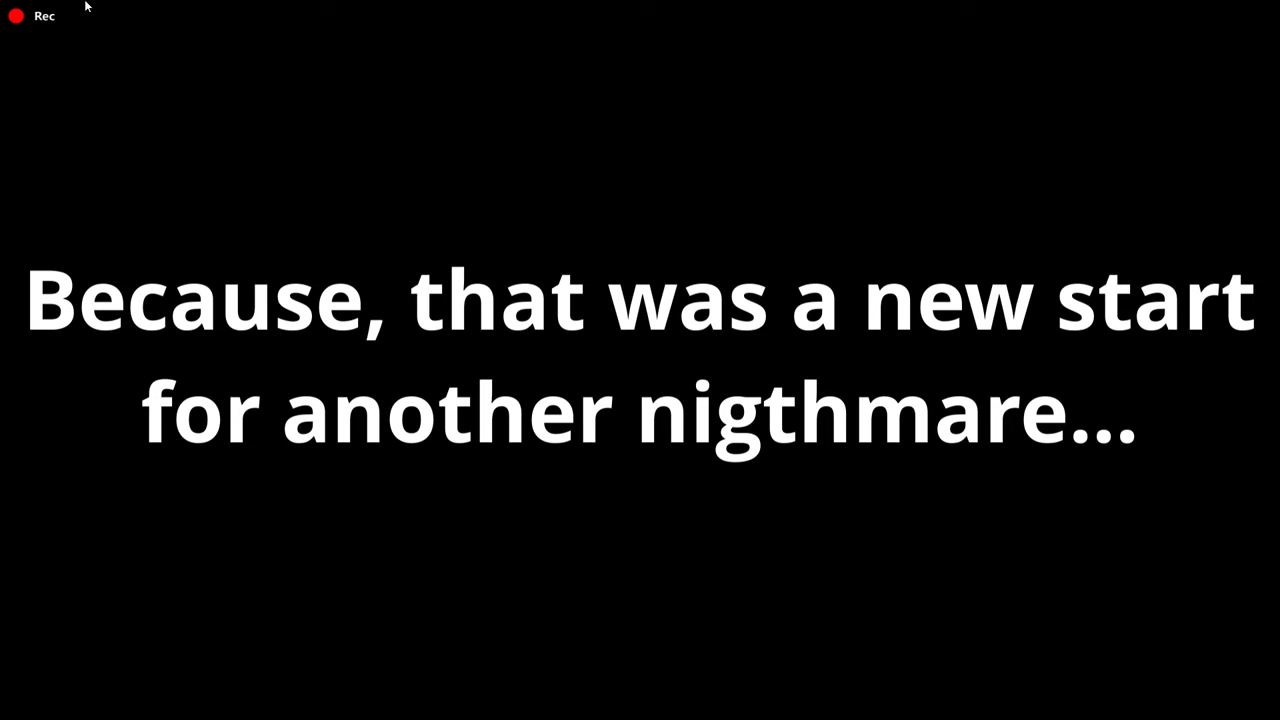 Rec
Because, that was a new start
for another nigthmare...